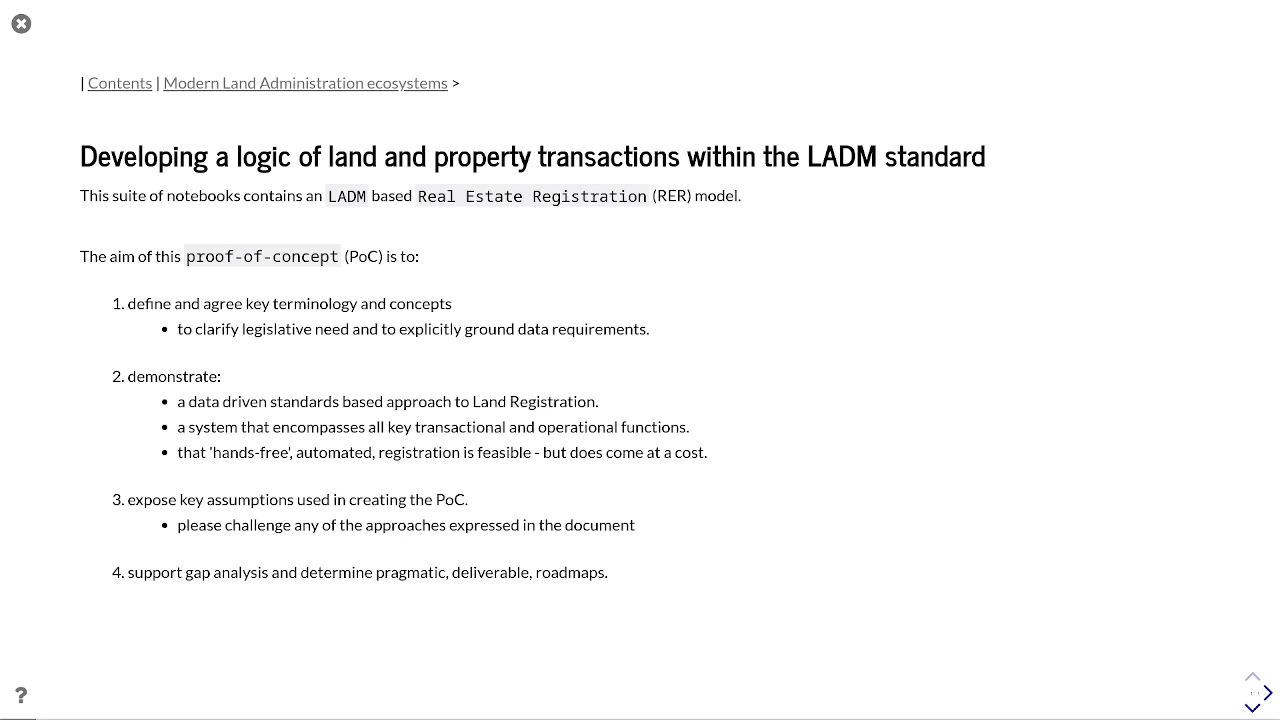 | Contents | Modern Land Administration ecosystems >
Developing a logic of land and property transactions within the LADM standard
This suite of notebooks contains an LADM based Real Estate Registration (RER) model.
The aim of this proof-of-concept (PoC) is to:
1. define and agree key terminology and concepts
• to clarify legislative need and to explicitly ground data requirements.
2. demonstrate:
• a data driven standards based approach to Land Registration.
• a system that encompasses all key transactional and operational functions.
• that 'hands-free', automated, registration is feasible - but does come at a cost.
3. expose key assumptions used in creating the PoC.
• please challenge any of the approaches expressed in the document
4. support gap analysis and determine pragmatic, deliverable, roadmaps.
?